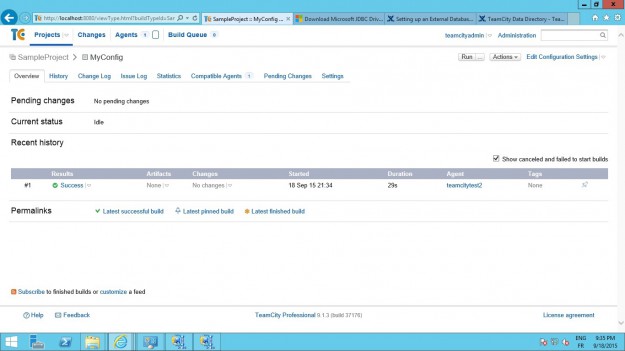 http://localhost:8080/viewType.html?buildTypeId=Sar
SampleProject :: MyConfig ...
Download Microsoft JDBC Driv...
Setting up an External Databas...
TeamCity Data Directory - Te...
TC Projects Changes Agents 1 Build Queue 0
teamcityadmin Administration
SampleProject MyConfig
Run ... Actions Edit Configuration Settings
Overview History Change Log Issue Log Statistics Compatible Agents 1 Pending Changes Settings
Pending changes No pending changes
Current status Idle
Recent history
Show canceled and failed to start builds
Results Artifacts Changes Started Duration Agent Tags
#1 Success None No changes 18 Sep 15 21:34 29s teamcitytest2 None
Permalinks Latest successful build Latest pinned build Latest finished build
Subscribe to finished builds or customize a feed
Help Feedback TeamCity Professional 9.1.3 (build 37176) License agreement
ENG 9:35 PM
FR 9/18/2015